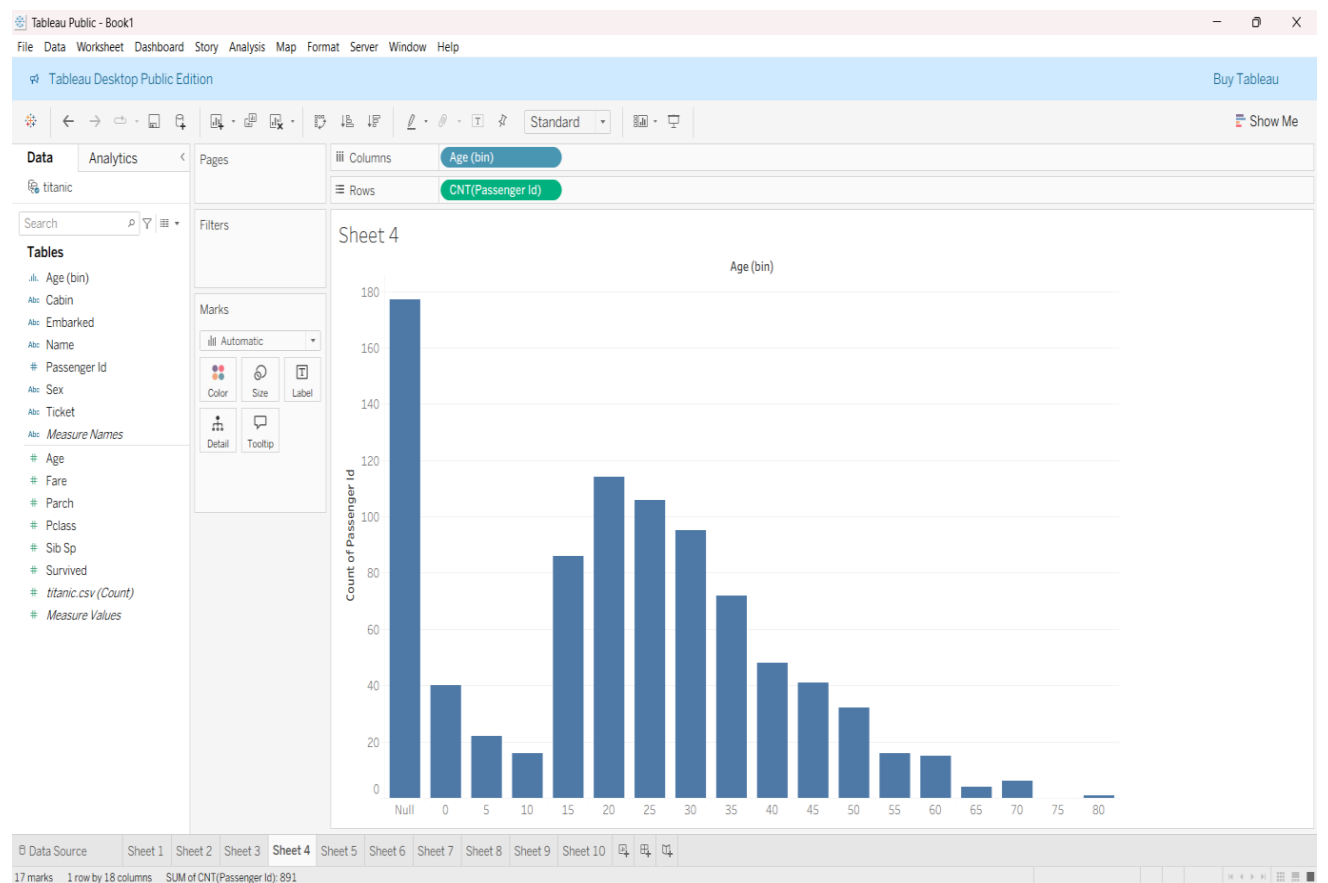 Tableau Public - Book1
File Data Worksheet Dashboard Story Analysis Map Format Server Window Help
Tableau Desktop Public Edition
Buy Tableau
Standard
Show Me
Data
Analytics
titanic
Search
Tables
Age (bin)
Abc Cabin
Abc Embarked
Abc Name
# Passenger Id
Abc Sex
Abc Ticket
Abc Measure Names
# Age
# Fare
# Parch
# Pclass
# Sib Sp
# Survived
# titanic.csv (Count)
# Measure Values
Pages
Filters
Marks
Automatic
Color Size Label
Detail Tooltip
Columns
Age (bin)
Rows
CNT(Passenger Id)
Sheet 4
Age (bin)
Count of Passenger Id
180
160
140
120
100
80
60
40
20
0
Null 0 5 10 15 20 25 30 35 40 45 50 55 60 65 70 75 80
Data Source Sheet 1 Sheet 2 Sheet 3 Sheet 4 Sheet 5 Sheet 6 Sheet 7 Sheet 8 Sheet 9 Sheet 10
17 marks 1 row by 18 columns SUM of CNT(Passenger Id): 891